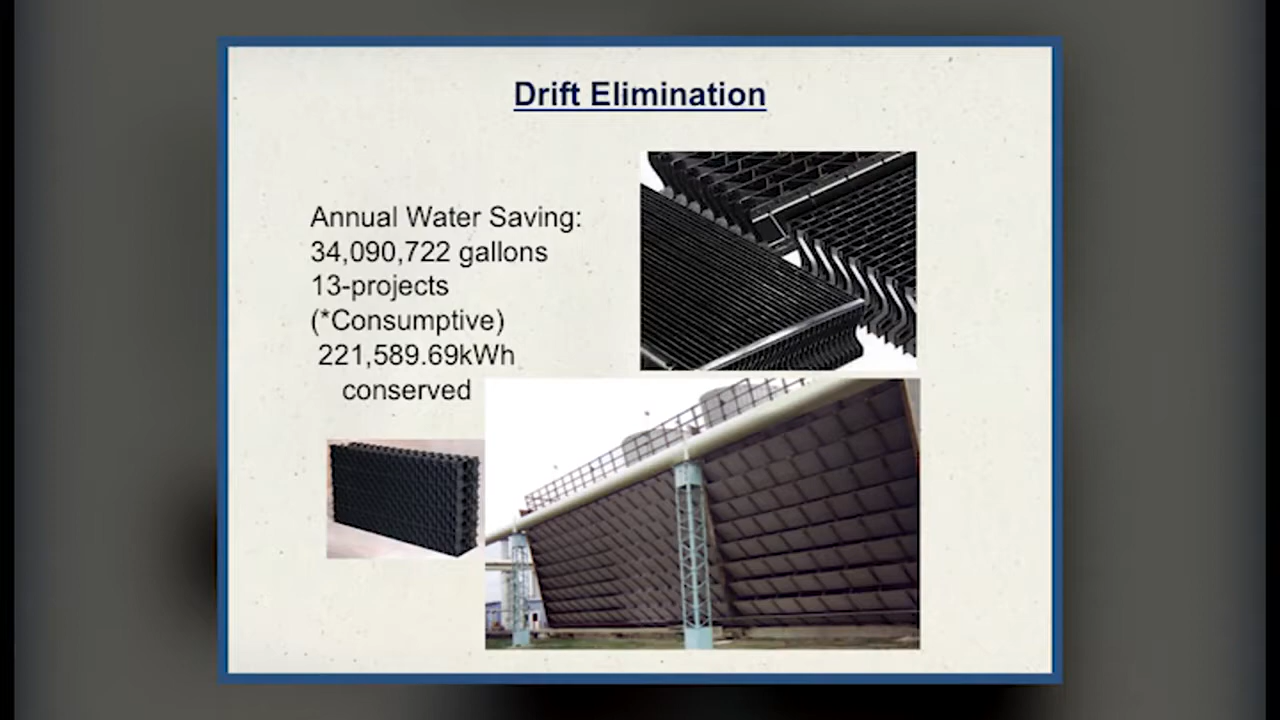 Drift Elimination
Annual Water Saving:
34,090,722 gallons
13-projects
(*Consumptive)
221,589.69kWh
conserved